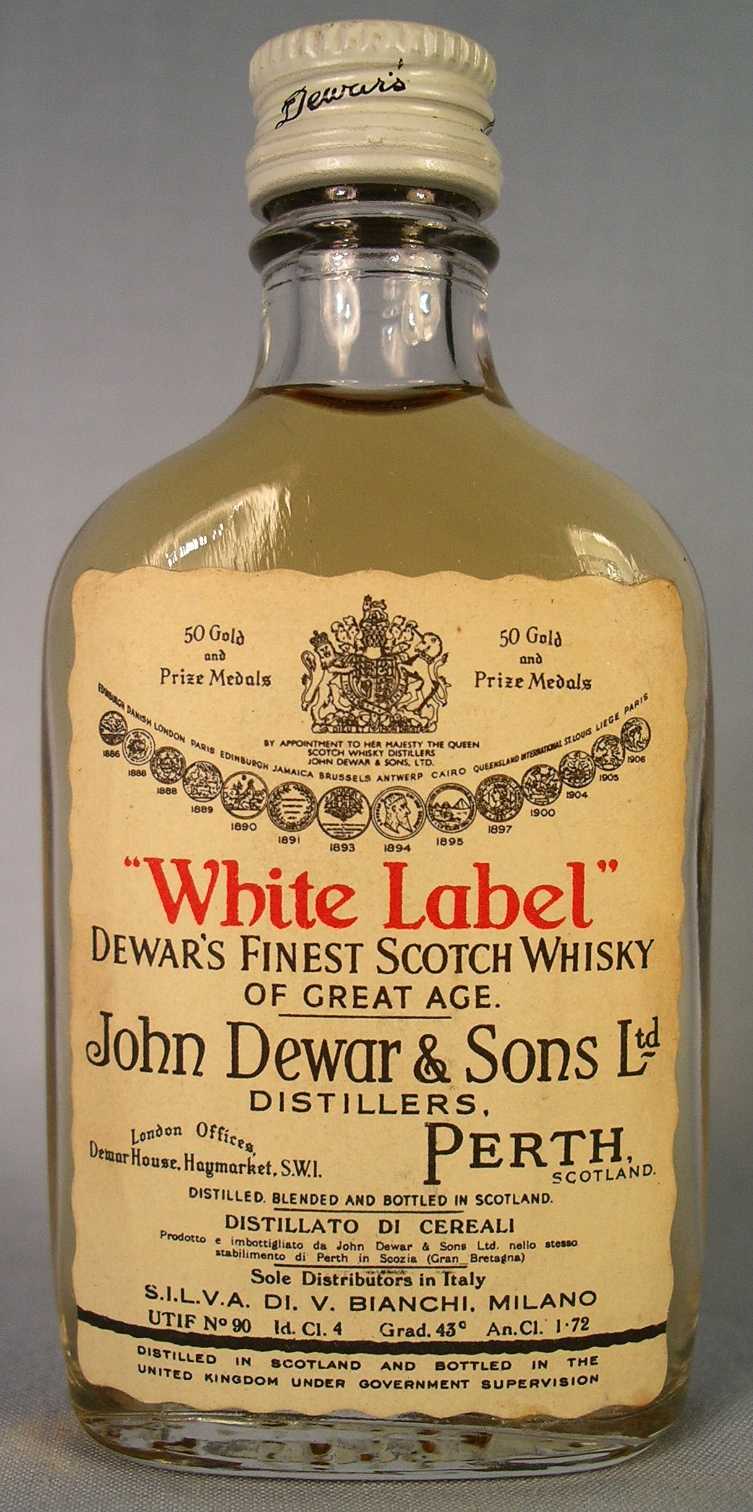 Dewar's
50 Gold
and
Prize Medals
50 Gold
and
Prize Medals
BY APPOINTMENT TO HER MAJESTY THE QUEEN
SCOTCH WHISKY DISTILLERS
JOHN DEWAR & SONS, LTD.
EDINBURGH DANISH LONDON PARIS EDINBURGH JAMAICA BRUSSELS ANTWERP CAIRO QUEENSLAND INTERNATIONAL ST. LOUIS LIEGE PARIS
1886 1888 1888 1889 1890 1891 1893 1894 1895 1897 1900 1904 1905 1906
"White Label"
DEWAR'S FINEST SCOTCH WHISKY
OF GREAT AGE.
John Dewar & Sons Ltd
DISTILLERS,
London Offices,
Dewar House, Haymarket, S.W.1.
PERTH,
SCOTLAND.
DISTILLED, BLENDED AND BOTTLED IN SCOTLAND.
DISTILLATO DI CEREALI
Prodotto e imbottigliato da John Dewar & Sons Ltd. nello stesso
stabilimento di Perth in Scozia (Gran Bretagna)
Sole Distributors in Italy
S.I.L.V.A. DI. V. BIANCHI, MILANO
UTIF Nº 90 Id. Cl. 4 Grad. 43º An. Cl. 1·72
DISTILLED IN SCOTLAND AND BOTTLED IN THE
UNITED KINGDOM UNDER GOVERNMENT SUPERVISION